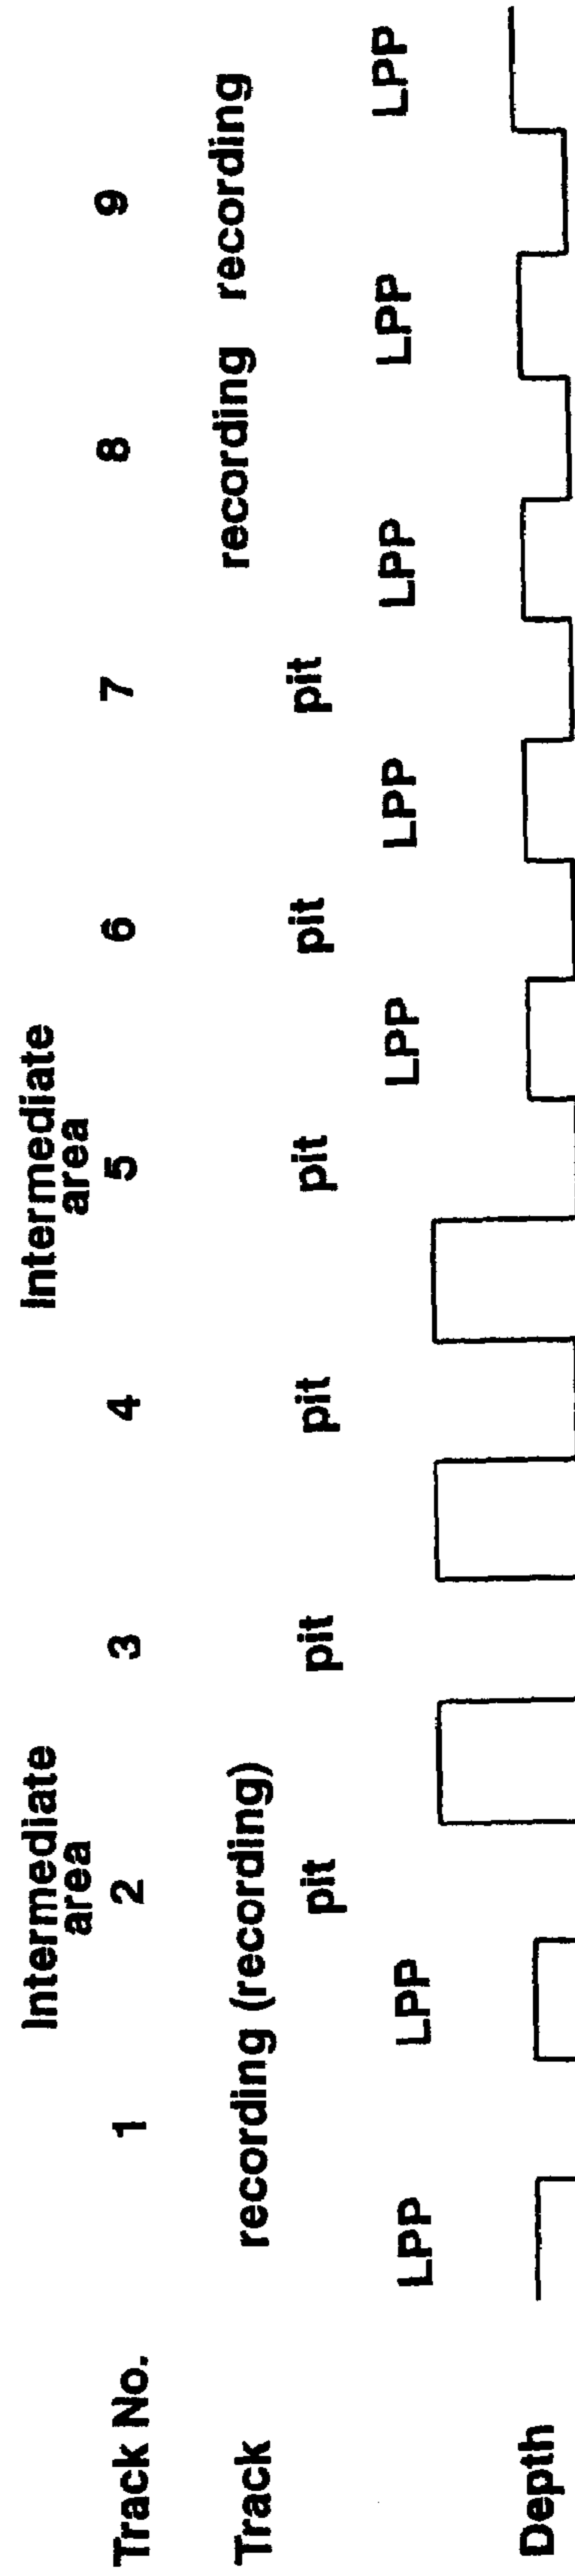 Intermediate Intermediate
area area
Track No. 1 2 3 4 5 6 7 8 9
Track recording (recording) recording recording
pit pit pit pit pit pit
LPP LPP LPP LPP LPP LPP LPP
Depth